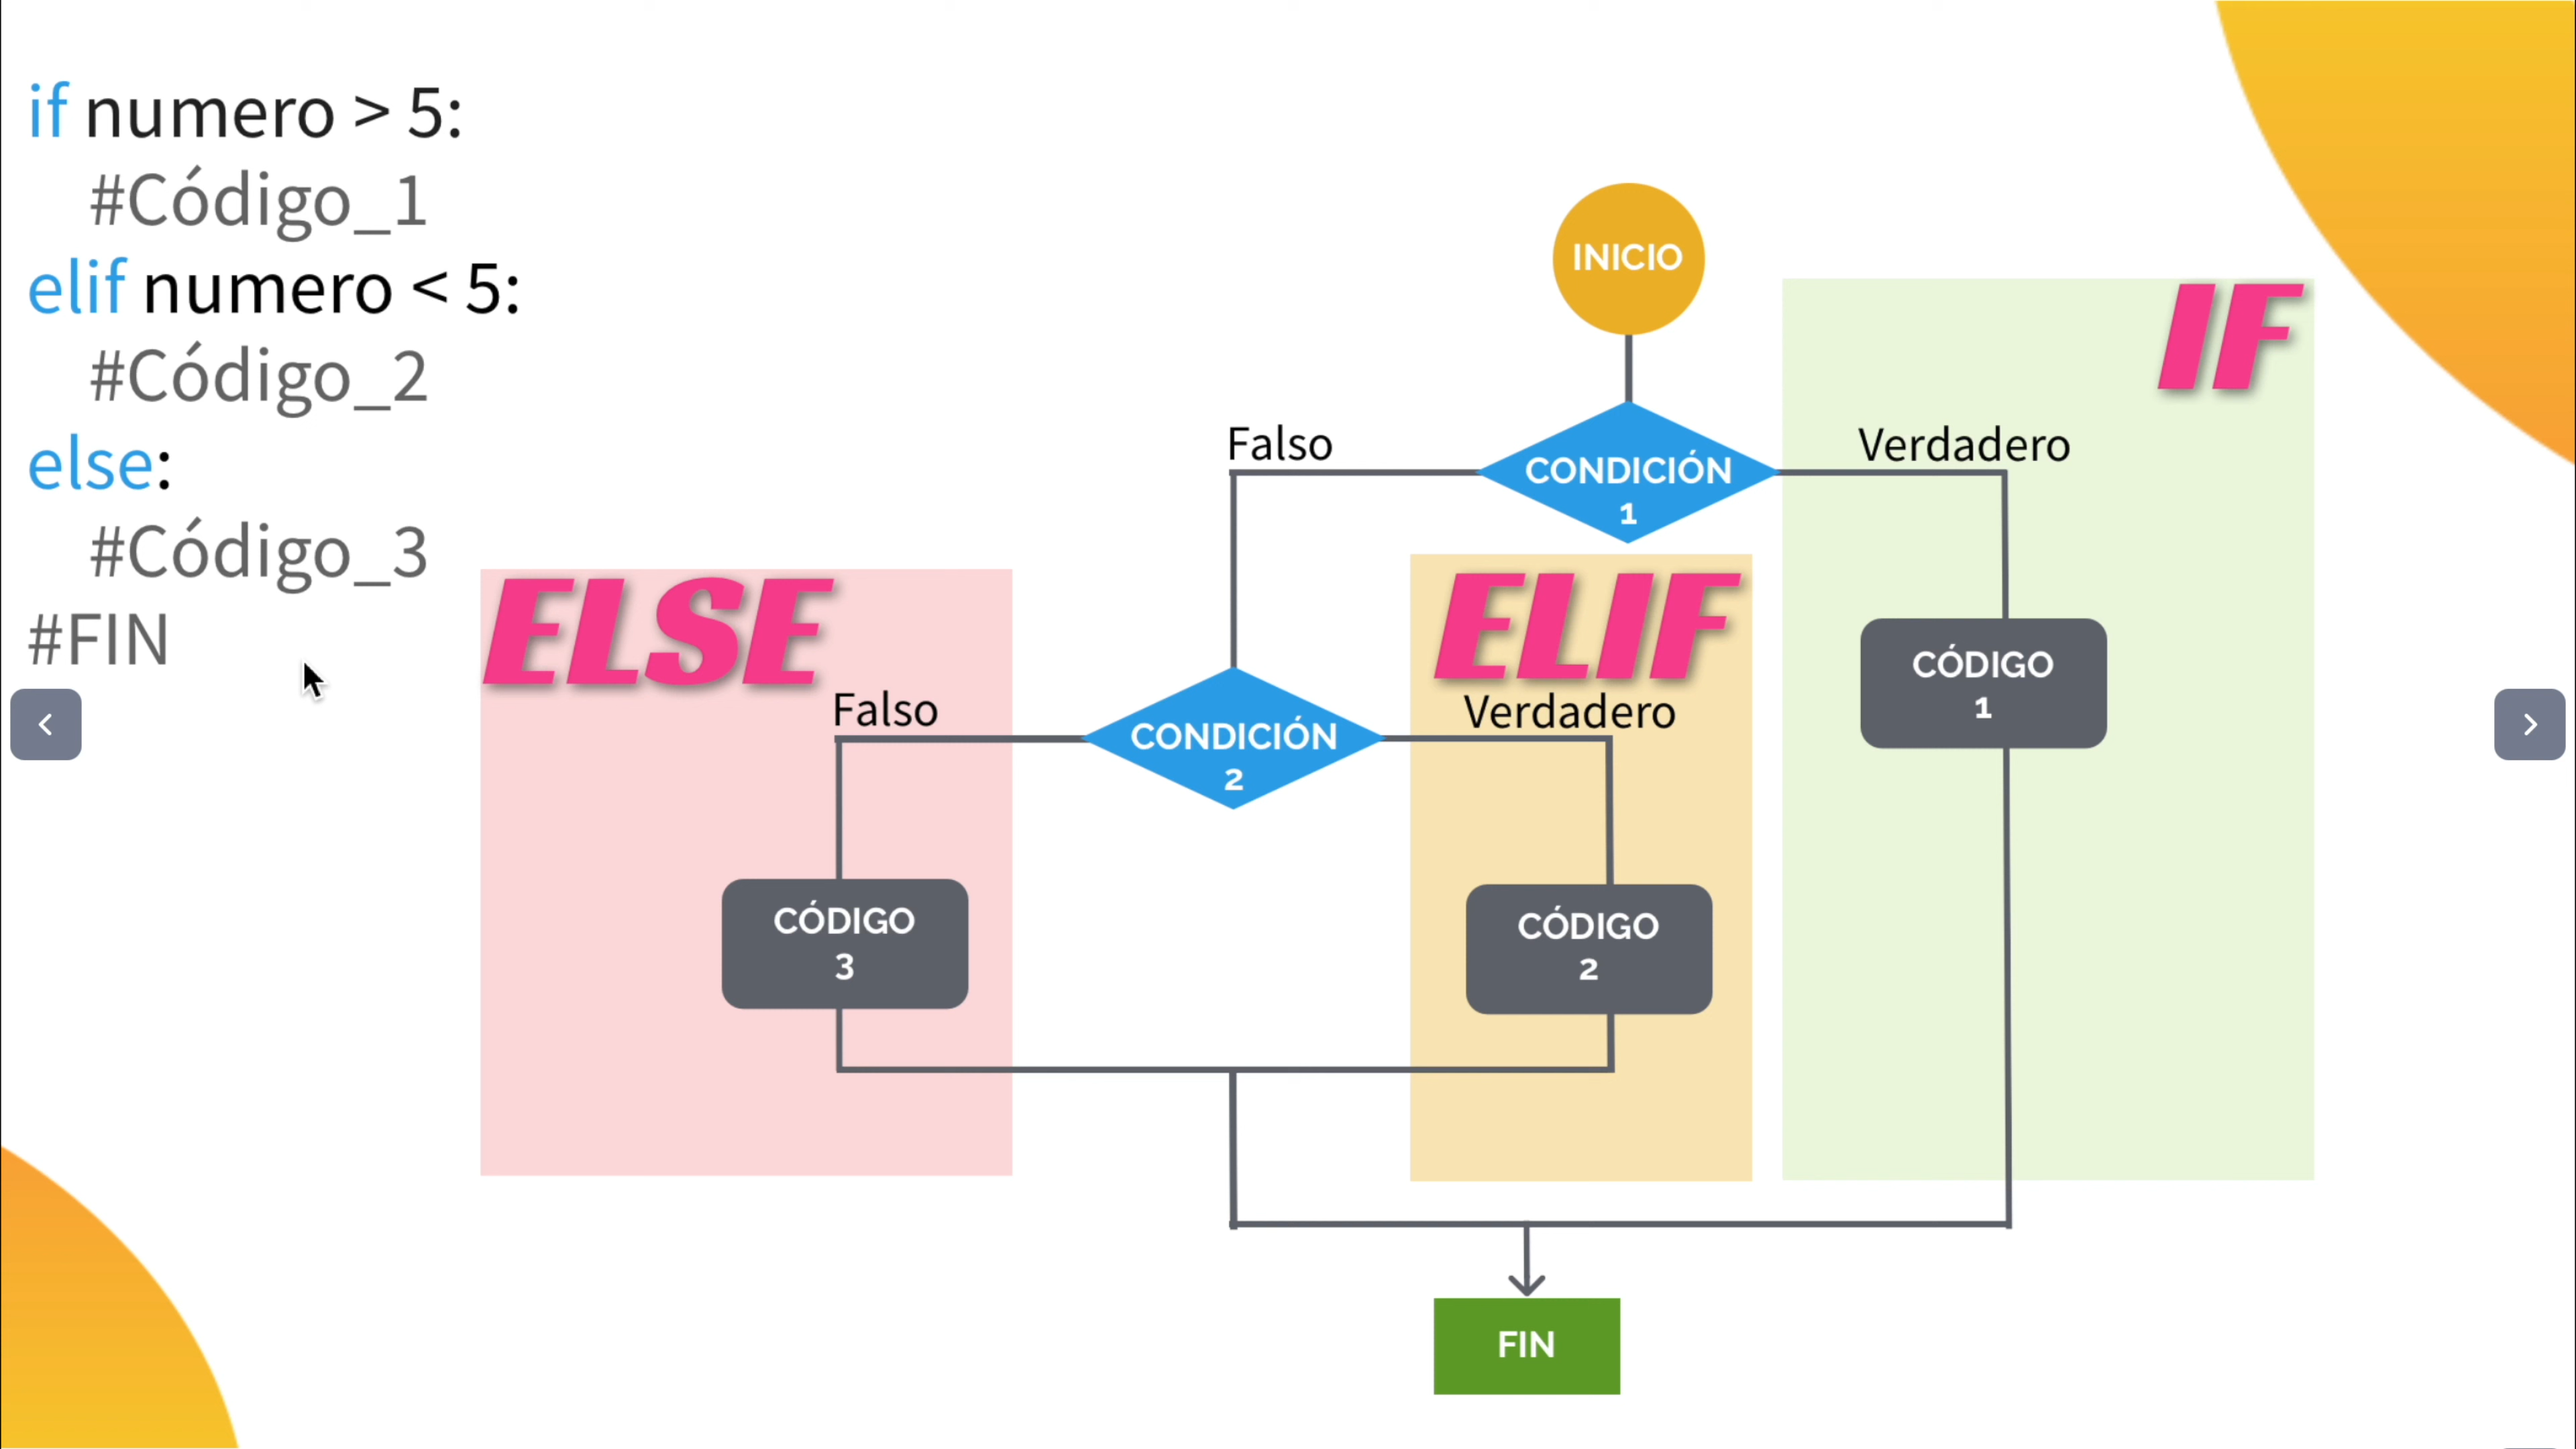 if numero > 5:
#Código_1
elif numero < 5:
#Código_2
else:
#Código_3
#FIN
INICIO
IF
Falso
CONDICIÓN
1
Verdadero
ELSE
ELIF
CÓDIGO
1
Falso
CONDICIÓN
2
Verdadero
CÓDIGO
3
CÓDIGO
2
FIN